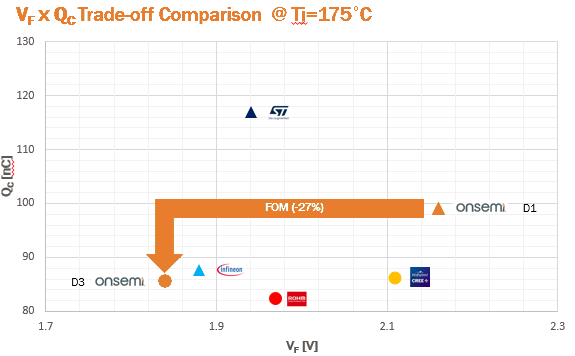 VF x QC Trade-off Comparison @ Tj=175°C
130
120
ST
110
QC [nC]
100
FOM (-27%)
onsemi
D1
90
infineon
D3
onsemi
CREE
ROHM
80
1.7
1.9
2.1
2.3
VF [V]